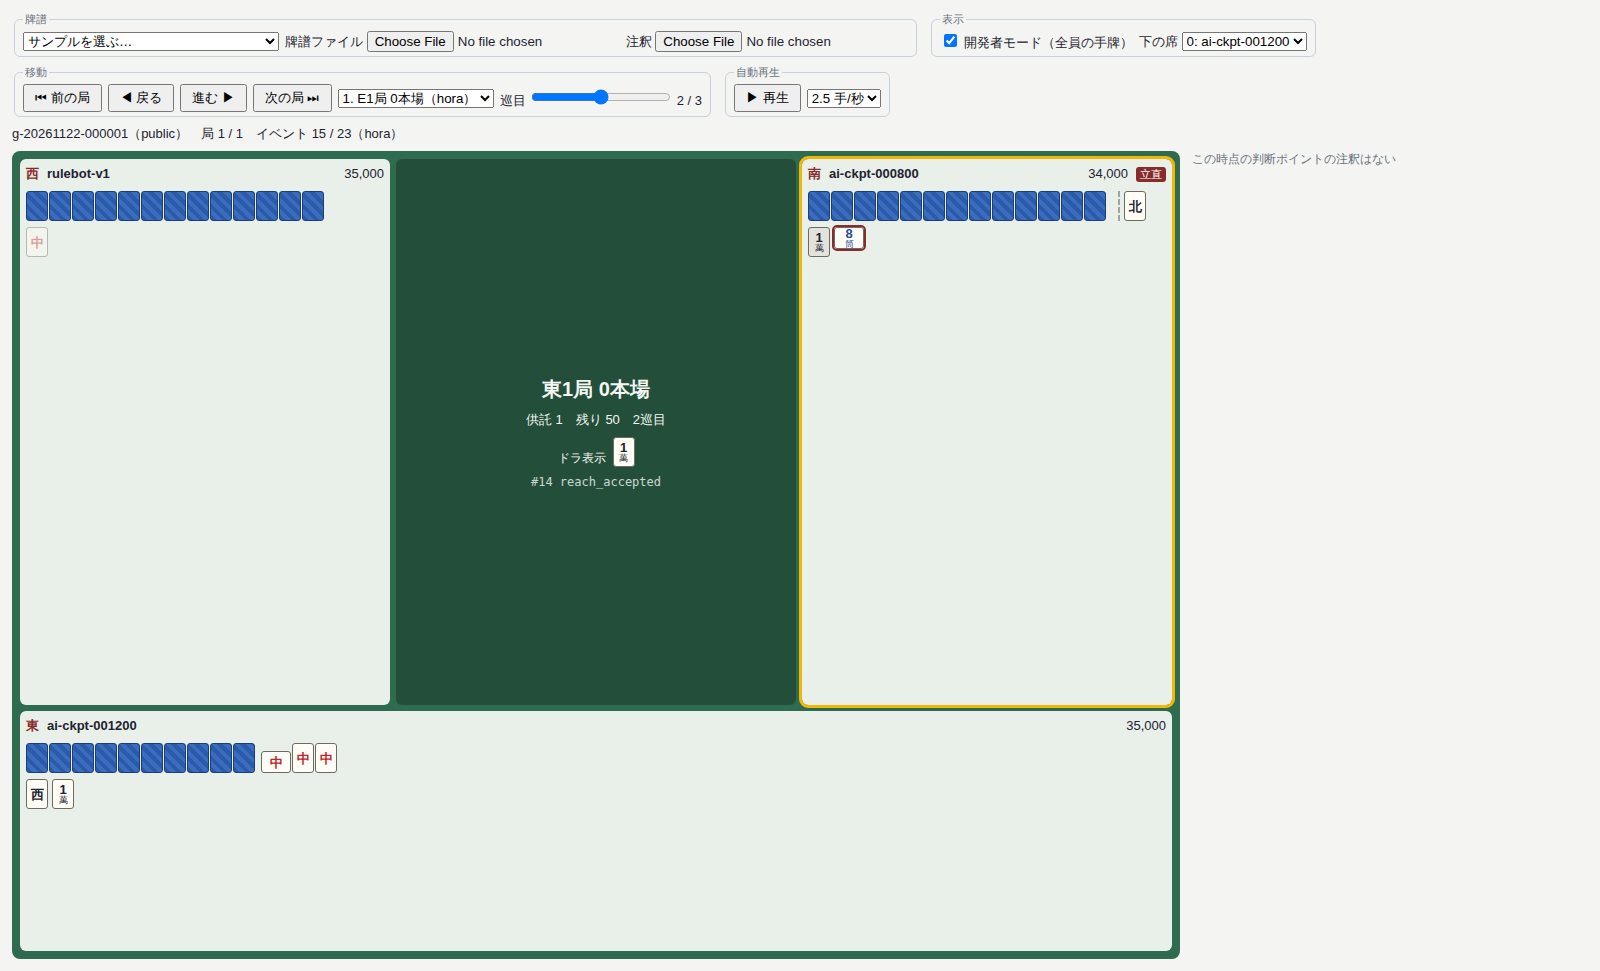 牌譜
サンプルを選ぶ… 牌譜ファイル Choose File No file chosen 注釈 Choose File No file chosen
表示
開発者モード（全員の手牌） 下の席 0: ai-ckpt-001200
移動
⏮ 前の局 ◀ 戻る 進む ▶ 次の局 ⏭ 1. E1局 0本場（hora） 巡目 2 / 3
自動再生
▶ 再生 2.5 手/秒
g-20261122-000001（public） 局 1 / 1 イベント 15 / 23（hora）
西 rulebot-v1 35,000
中
東1局 0本場
供託 1 残り 50 2巡目
ドラ表示 1萬
#14 reach_accepted
南 ai-ckpt-000800 34,000 立直
北
1萬 8筒
この時点の判断ポイントの注釈はない
東 ai-ckpt-001200 35,000
中 中 中
西 1萬